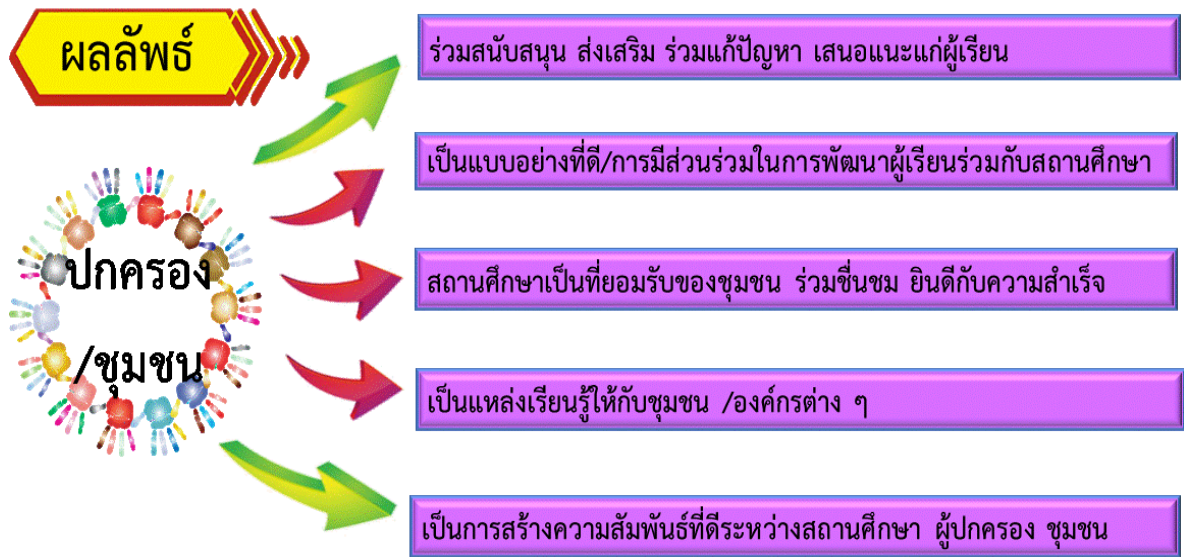 ผลลัพธ์
ร่วมสนับสนุน ส่งเสริม ร่วมแก้ปัญหา เสนอแนะแก่ผู้เรียน
เป็นแบบอย่างที่ดี/การมีส่วนร่วมในการพัฒนาผู้เรียนร่วมกับสถานศึกษา
ปกครอง
/ชุมชน
สถานศึกษาเป็นที่ยอมรับของชุมชน ร่วมชื่นชม ยินดีกับความสำเร็จ
เป็นแหล่งเรียนรู้ให้กับชุมชน /องค์กรต่าง ๆ
เป็นการสร้างความสัมพันธ์ที่ดีระหว่างสถานศึกษา ผู้ปกครอง ชุมชน